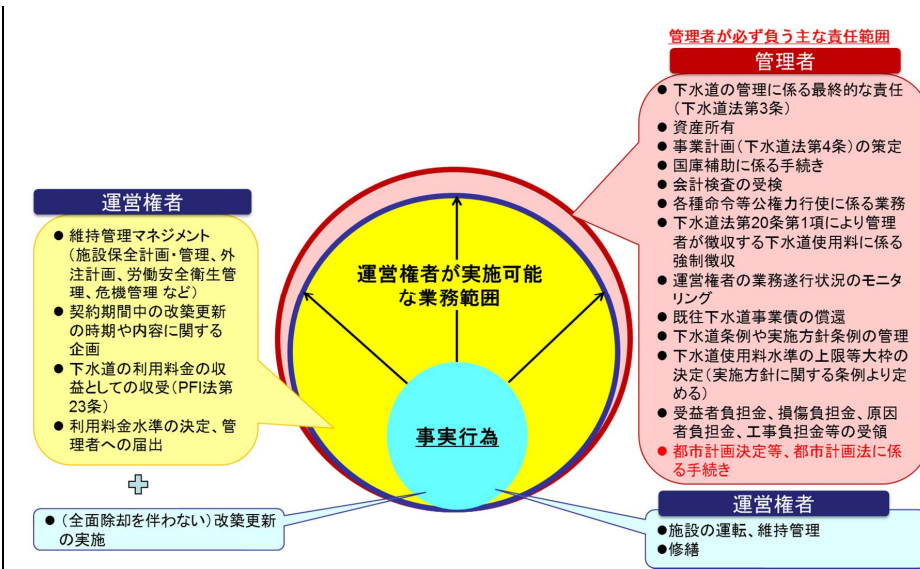 管理者が必ず負う主な責任範囲
管理者
● 下水道の管理に係る最終的な責任
(下水道法第3条)
● 資産所有
● 事業計画(下水道法第4条)の策定
● 国庫補助に係る手続き
● 会計検査の受検
● 各種命令等公権力行使に係る業務
● 下水道法第20条第1項により管理
者が徴収する下水道使用料に係る
強制徴収
● 運営権者の業務遂行状況のモニタ
リング
● 既往下水道事業債の償還
● 下水道条例や実施方針条例の管理
● 下水道使用料水準の上限等大枠の
決定(実施方針に関する条例より定
める)
● 受益者負担金、損傷負担金、原因
者負担金、工事負担金等の受領
● 都市計画決定等、都市計画法に係
る手続き
運営権者
● 維持管理マネジメント
(施設保全計画・管理、外
注計画、労働安全衛生管
理、危機管理 など)
● 契約期間中の改築更新
の時期や内容に関する
企画
● 下水道の利用料金の収
益としての収受(PFI法第
23条)
● 利用料金水準の決定、管
理者への届出
● (全面除却を伴わない)改築更新
の実施
運営権者が実施可能
な業務範囲
事実行為
運営権者
●施設の運転、維持管理
●修繕